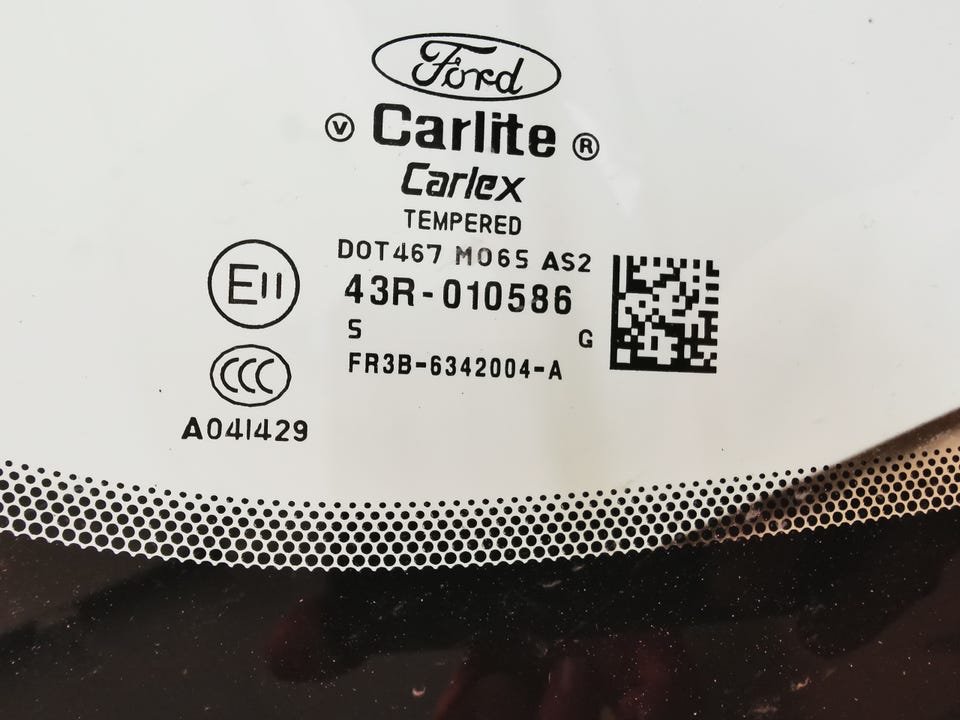 Ford
V Carlite ®
Carlex
TEMPERED
DOT467 M065 AS2
E11
43R-010586
S G
FR3B-6342004-A
CCC
A041429